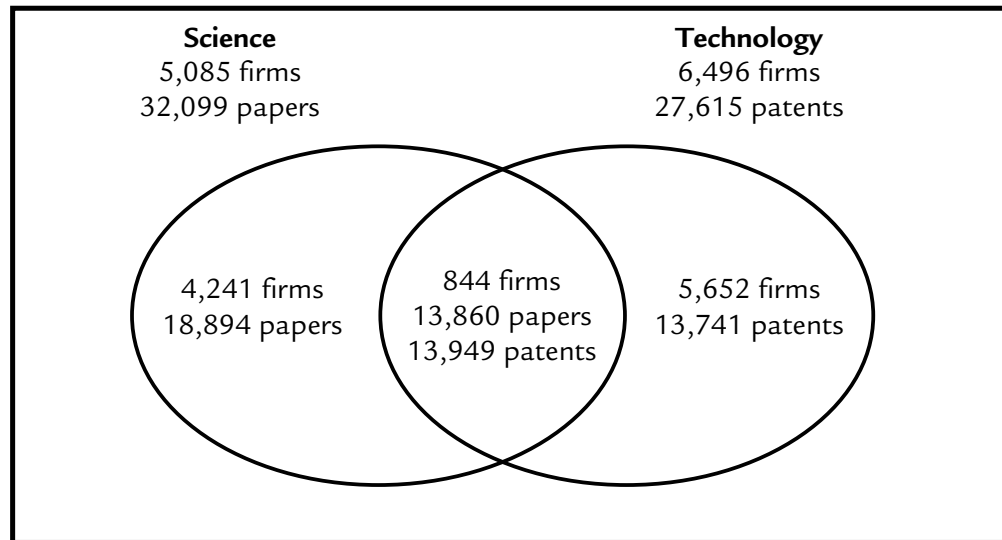 Science
5,085 firms
32,099 papers
Technology
6,496 firms
27,615 patents
4,241 firms
18,894 papers
844 firms
13,860 papers
13,949 patents
5,652 firms
13,741 patents